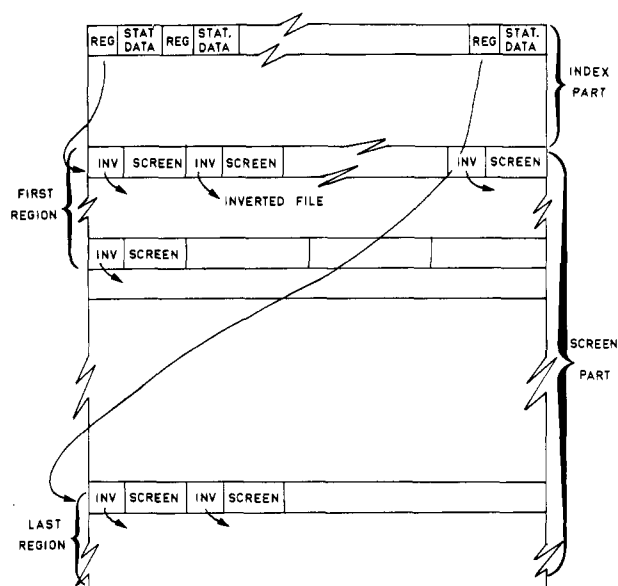 REG STAT DATA REG STAT. DATA REG STAT. DATA
INDEX PART
INV SCREEN INV SCREEN INV SCREEN
FIRST REGION
INVERTED FILE
INV SCREEN
SCREEN PART
INV SCREEN INV SCREEN
LAST REGION